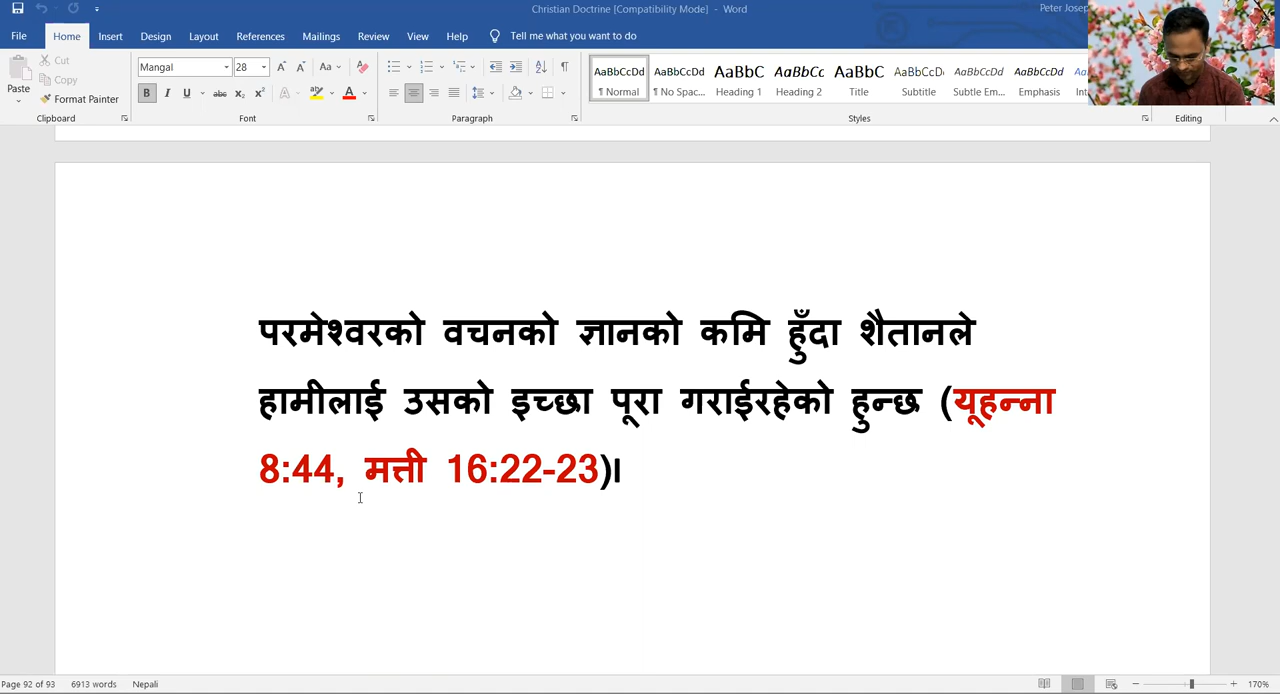 Christian Doctrine [Compatibility Mode] - Word
Peter Josep
File Home Insert Design Layout References Mailings Review View Help Tell me what you want to do
Cut
Copy
Paste
Format Painter
Mangal 28
Aa
AaBbCcDd AaBbCcDd AaBbC AaBbCc AaBbC AaBbCcD AaBbCcDd AaBbCcDd
¶ Normal ¶ No Spac... Heading 1 Heading 2 Title Subtitle Subtle Em... Emphasis
Clipboard Font Paragraph Styles Editing
परमेश्वरको वचनको ज्ञानको कमि हुँदा शैतानले
हामीलाई उसको इच्छा पूरा गराईरहेको हुन्छ (यूहन्ना
8:44, मत्ती 16:22-23)।
Page 92 of 93 6913 words Nepali 170%